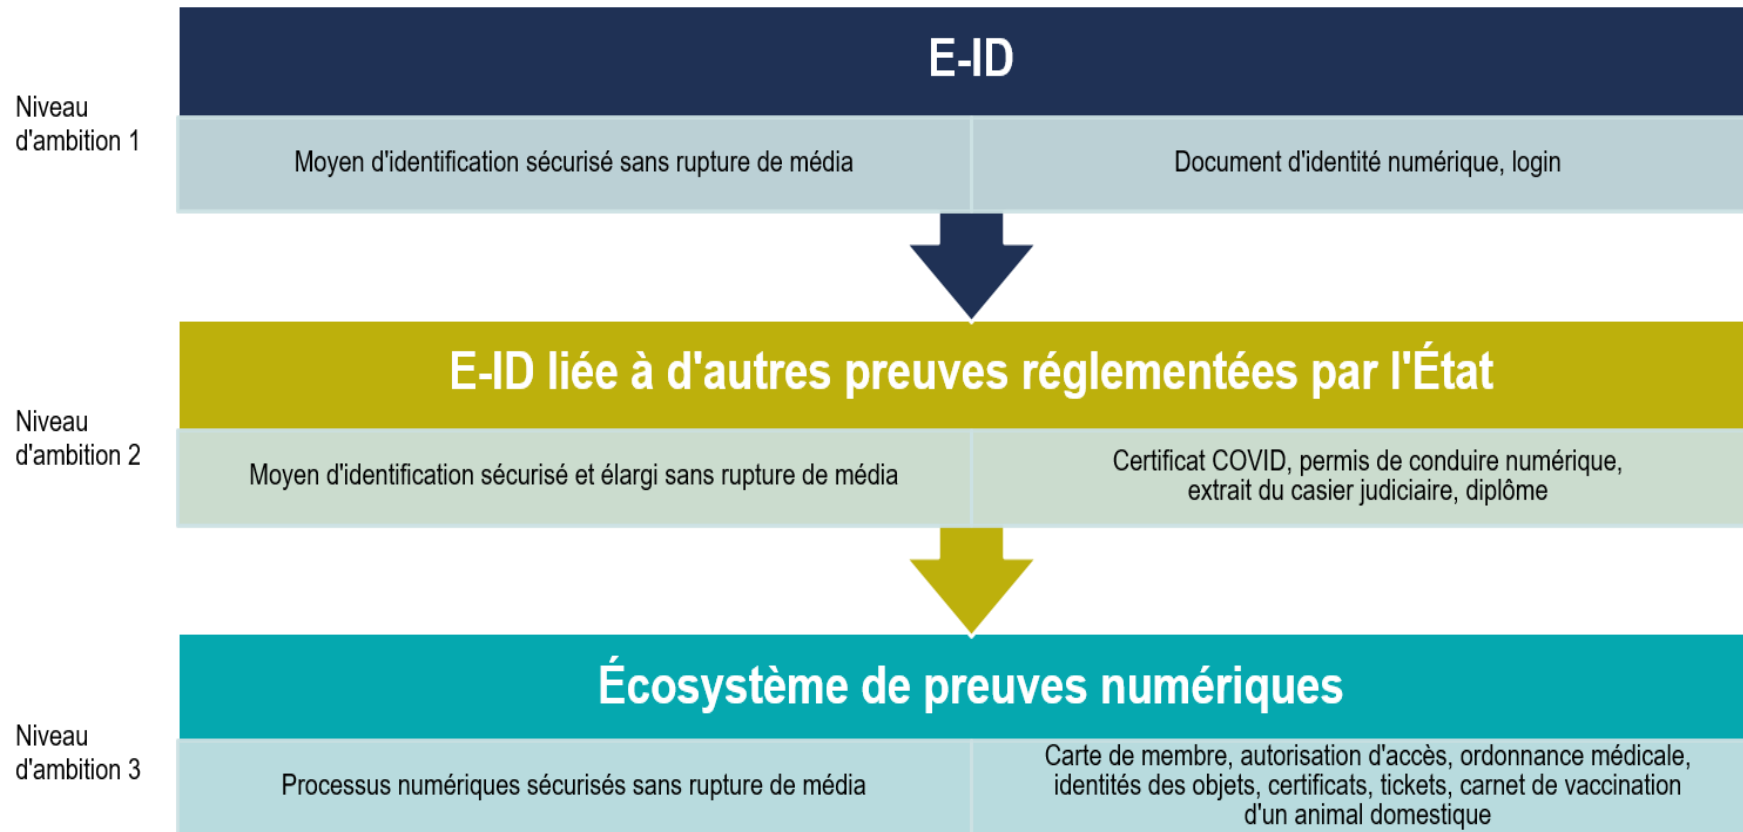 E-ID
Niveau
d'ambition 1
Moyen d'identification sécurisé sans rupture de média
Document d'identité numérique, login
E-ID liée à d'autres preuves réglementées par l'État
Niveau
d'ambition 2
Moyen d'identification sécurisé et élargi sans rupture de média
Certificat COVID, permis de conduire numérique,
extrait du casier judiciaire, diplôme
Écosystème de preuves numériques
Niveau
d'ambition 3
Processus numériques sécurisés sans rupture de média
Carte de membre, autorisation d'accès, ordonnance médicale,
identités des objets, certificats, tickets, carnet de vaccination
d'un animal domestique